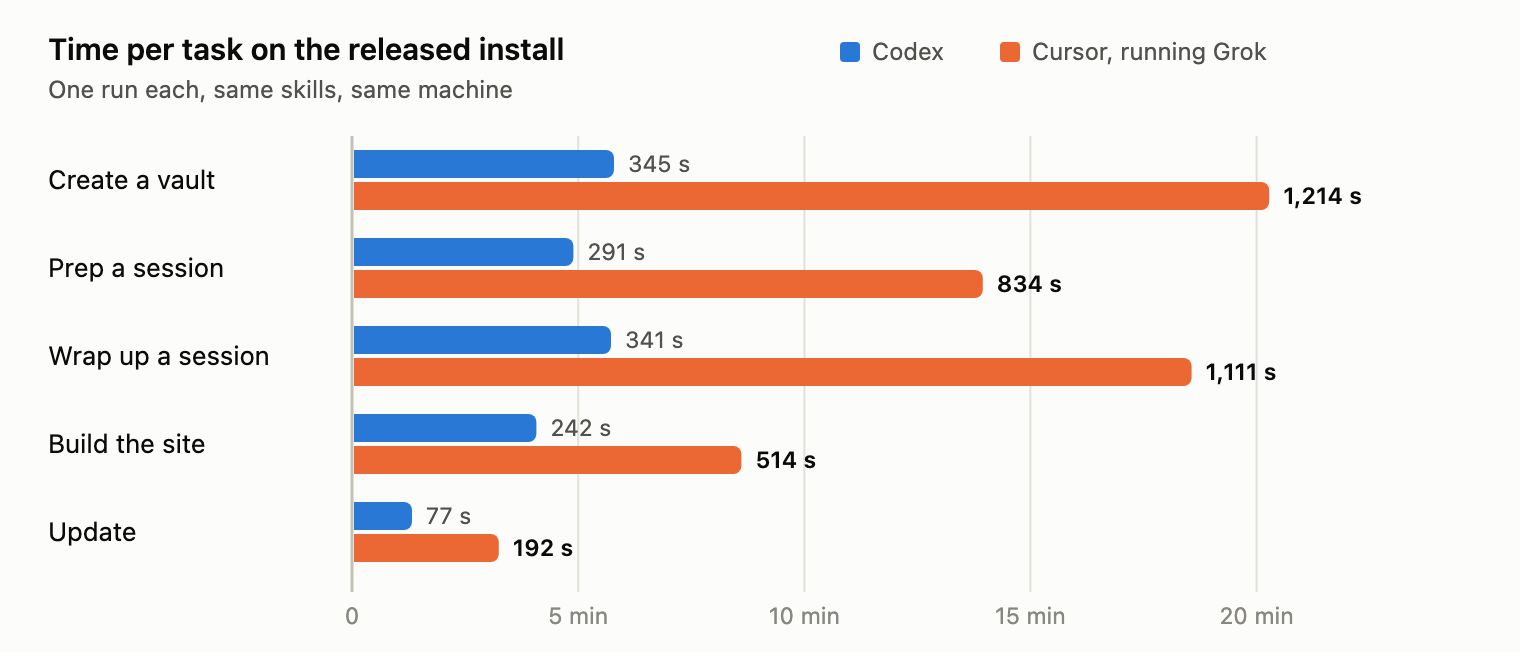 Time per task on the released install
One run each, same skills, same machine
Codex
Cursor, running Grok
Create a vault
345 s
1,214 s
Prep a session
291 s
834 s
Wrap up a session
341 s
1,111 s
Build the site
242 s
514 s
Update
77 s
192 s
0
5 min
10 min
15 min
20 min